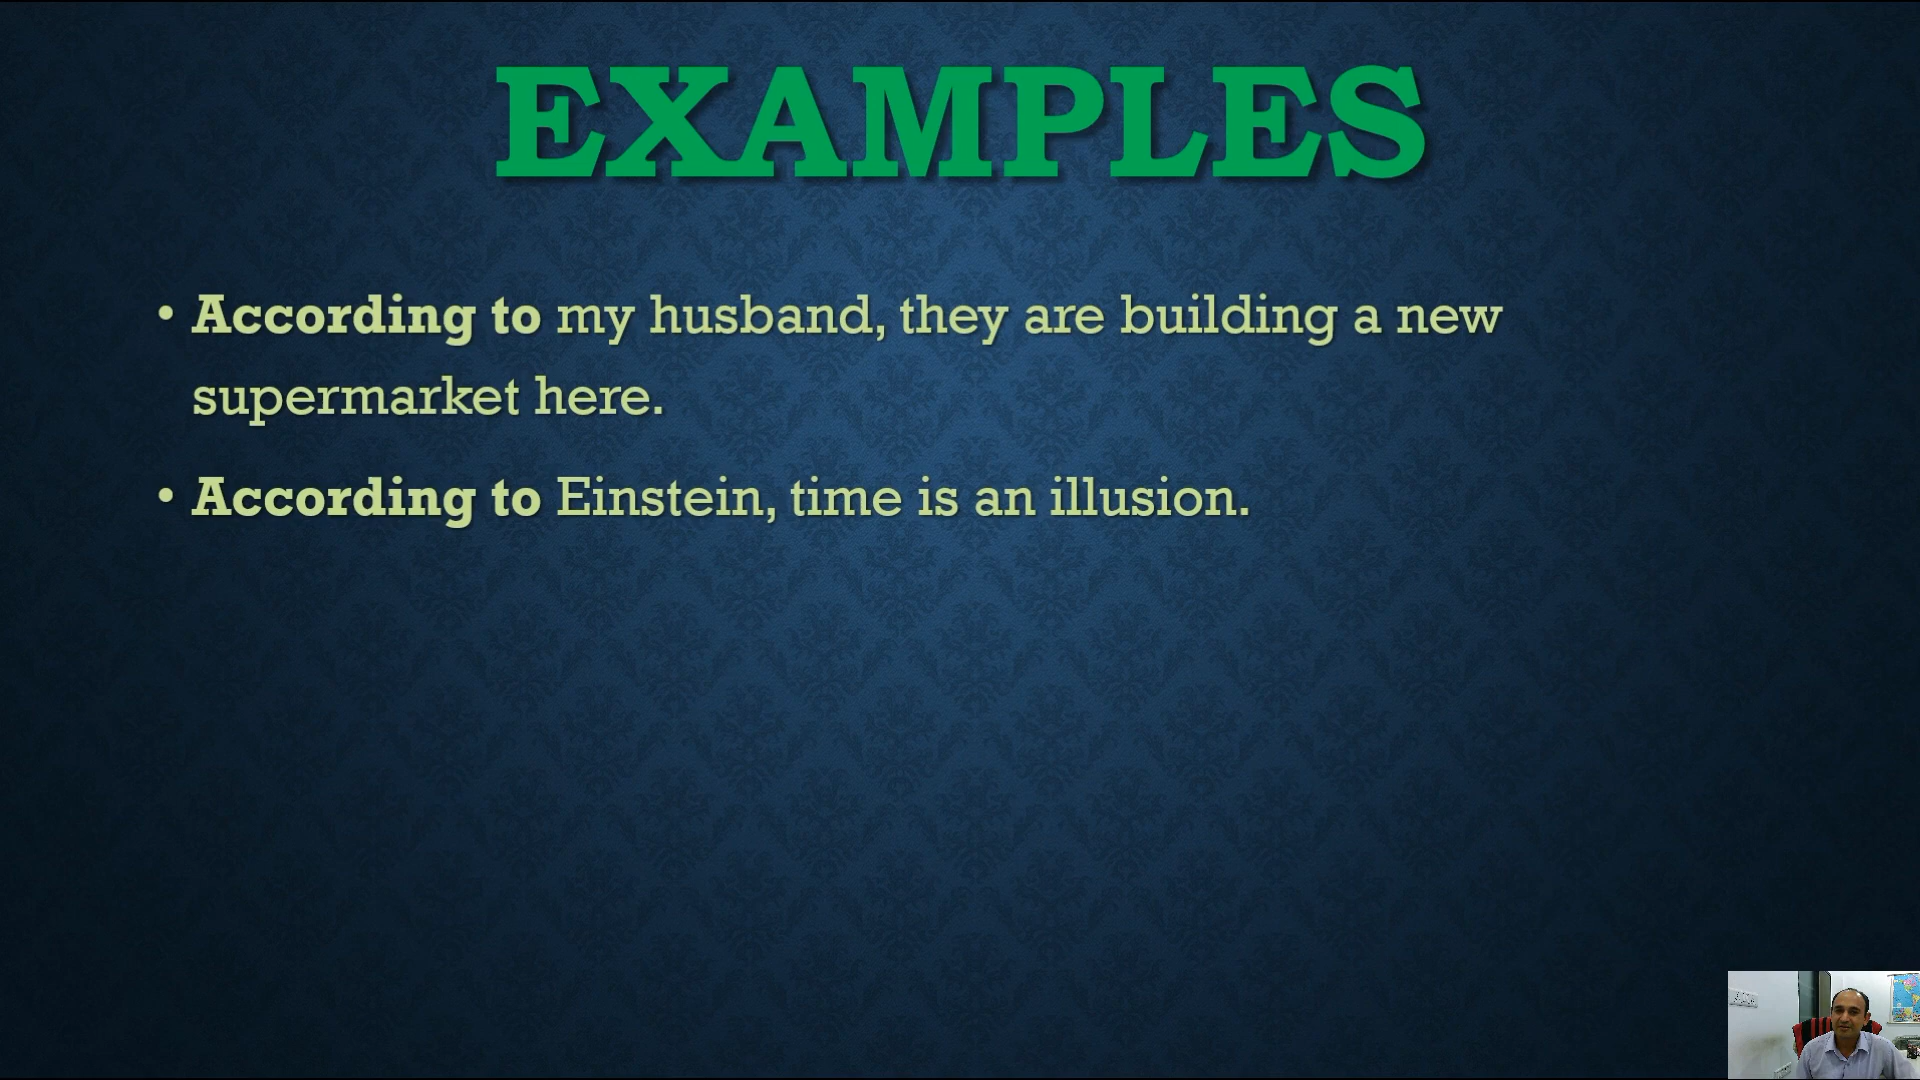 EXAMPLES
• According to my husband, they are building a new
supermarket here.
• According to Einstein, time is an illusion.